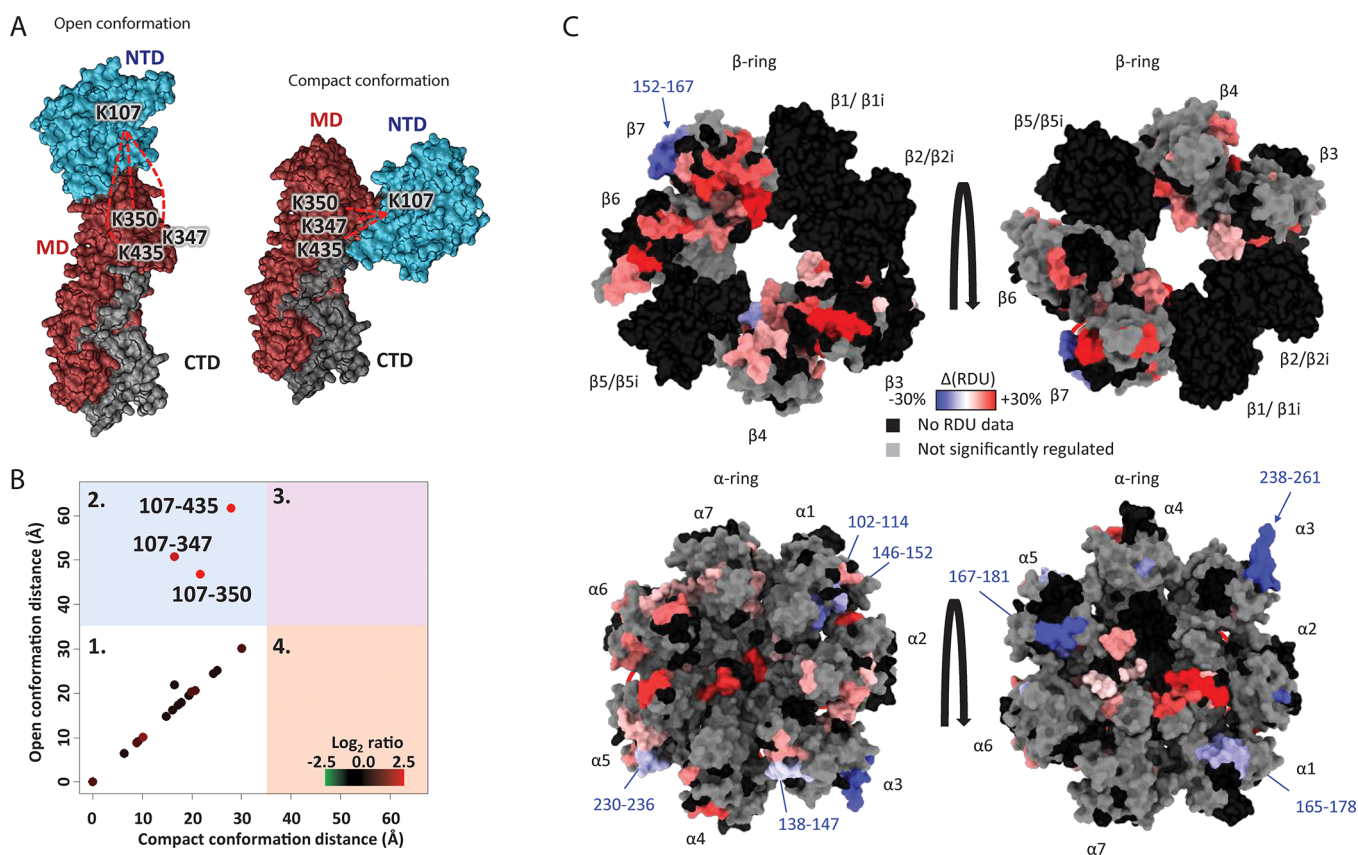 A
Open conformation
NTD
K107
K350
K347
K435
MD
CTD
Compact conformation
MD
NTD
K350
K107
K347
K435
CTD
B
2.
3.
107-435
107-347
107-350
1.
4.
Log2 ratio
-2.5 0.0 2.5
Open conformation distance (Å)
60
50
40
30
20
10
0
0 10 20 30 40 50 60
Compact conformation distance (Å)
C
β-ring
152-167
β7
β1/ β1i
β2/β2i
β6
β5/β5i
β4
β3
β-ring
β4
β5/β5i
β3
β6
β2/β2i
β7
β1/ β1i
Δ(RDU)
-30% +30%
No RDU data
Not significantly regulated
α-ring
α7
α1
102-114
146-152
α6
α2
α5
α3
230-236
138-147
α4
α-ring
238-261
α4
α3
α5
167-181
α2
α6
α1
165-178
α7